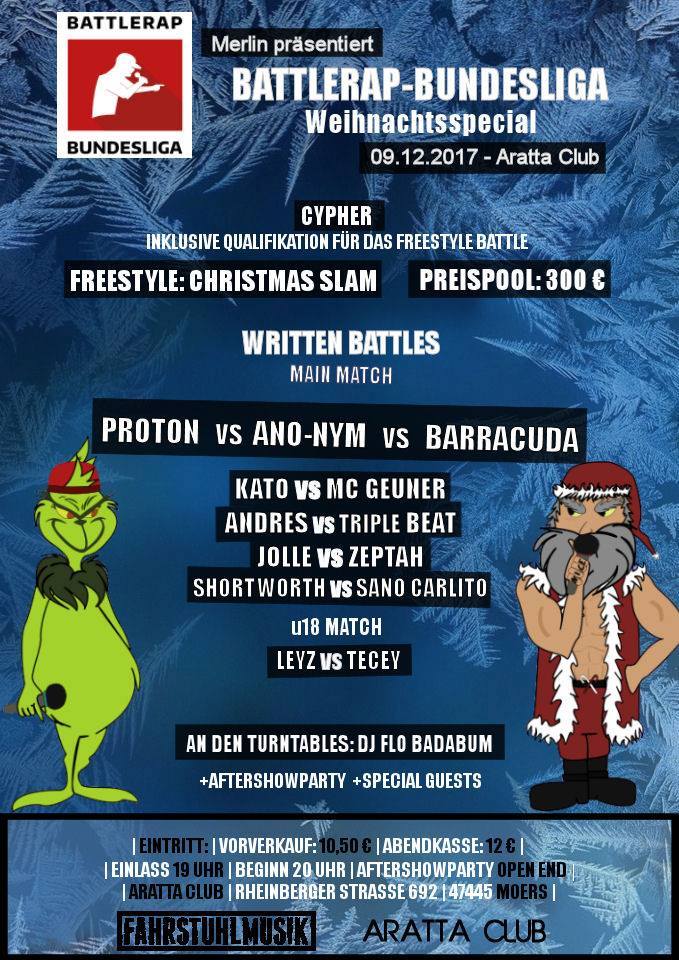 BATTLERAP
BUNDESLIGA
Merlin präsentiert
BATTLERAP-BUNDESLIGA
Weihnachtsspecial
09.12.2017 - Aratta Club
CYPHER
INKLUSIVE QUALIFIKATION FÜR DAS FREESTYLE BATTLE
FREESTYLE: CHRISTMAS SLAM PREISPOOL: 300 €
WRITTEN BATTLES
MAIN MATCH
PROTON vs ANO-NYM vs BARRACUDA
KATO vs MC GEUNER
ANDRES vs TRIPLE BEAT
JOLLE vs ZEPTAH
SHORTWORTH vs SANO CARLITO
u18 MATCH
LEYZ vs TECEY
AN DEN TURNTABLES: DJ FLO BADABUM
+AFTERSHOWPARTY +SPECIAL GUESTS
| EINTRITT: | VORVERKAUF: 10,50 € | ABENDKASSE: 12 € |
| EINLASS 19 UHR | BEGINN 20 UHR | AFTERSHOWPARTY OPEN END |
| ARATTA CLUB | RHEINBERGER STRASSE 692 | 47445 MOERS |
FAHRSTUHLMUSIK ARATTA CLUB